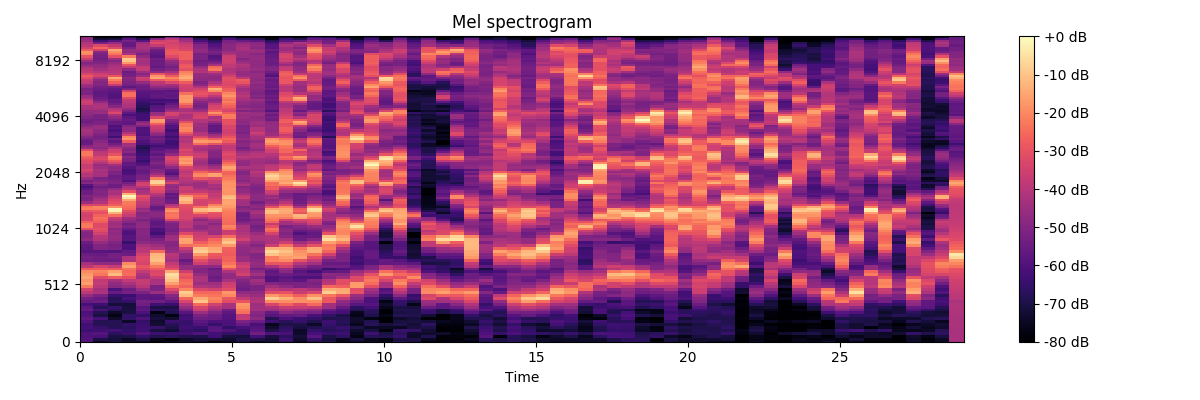 Mel spectrogram
+0 dB
8192
-10 dB
4096
-20 dB
-30 dB
Hz
2048
-40 dB
1024
-50 dB
-60 dB
512
-70 dB
0
-80 dB
0 5 10 15 20 25
Time